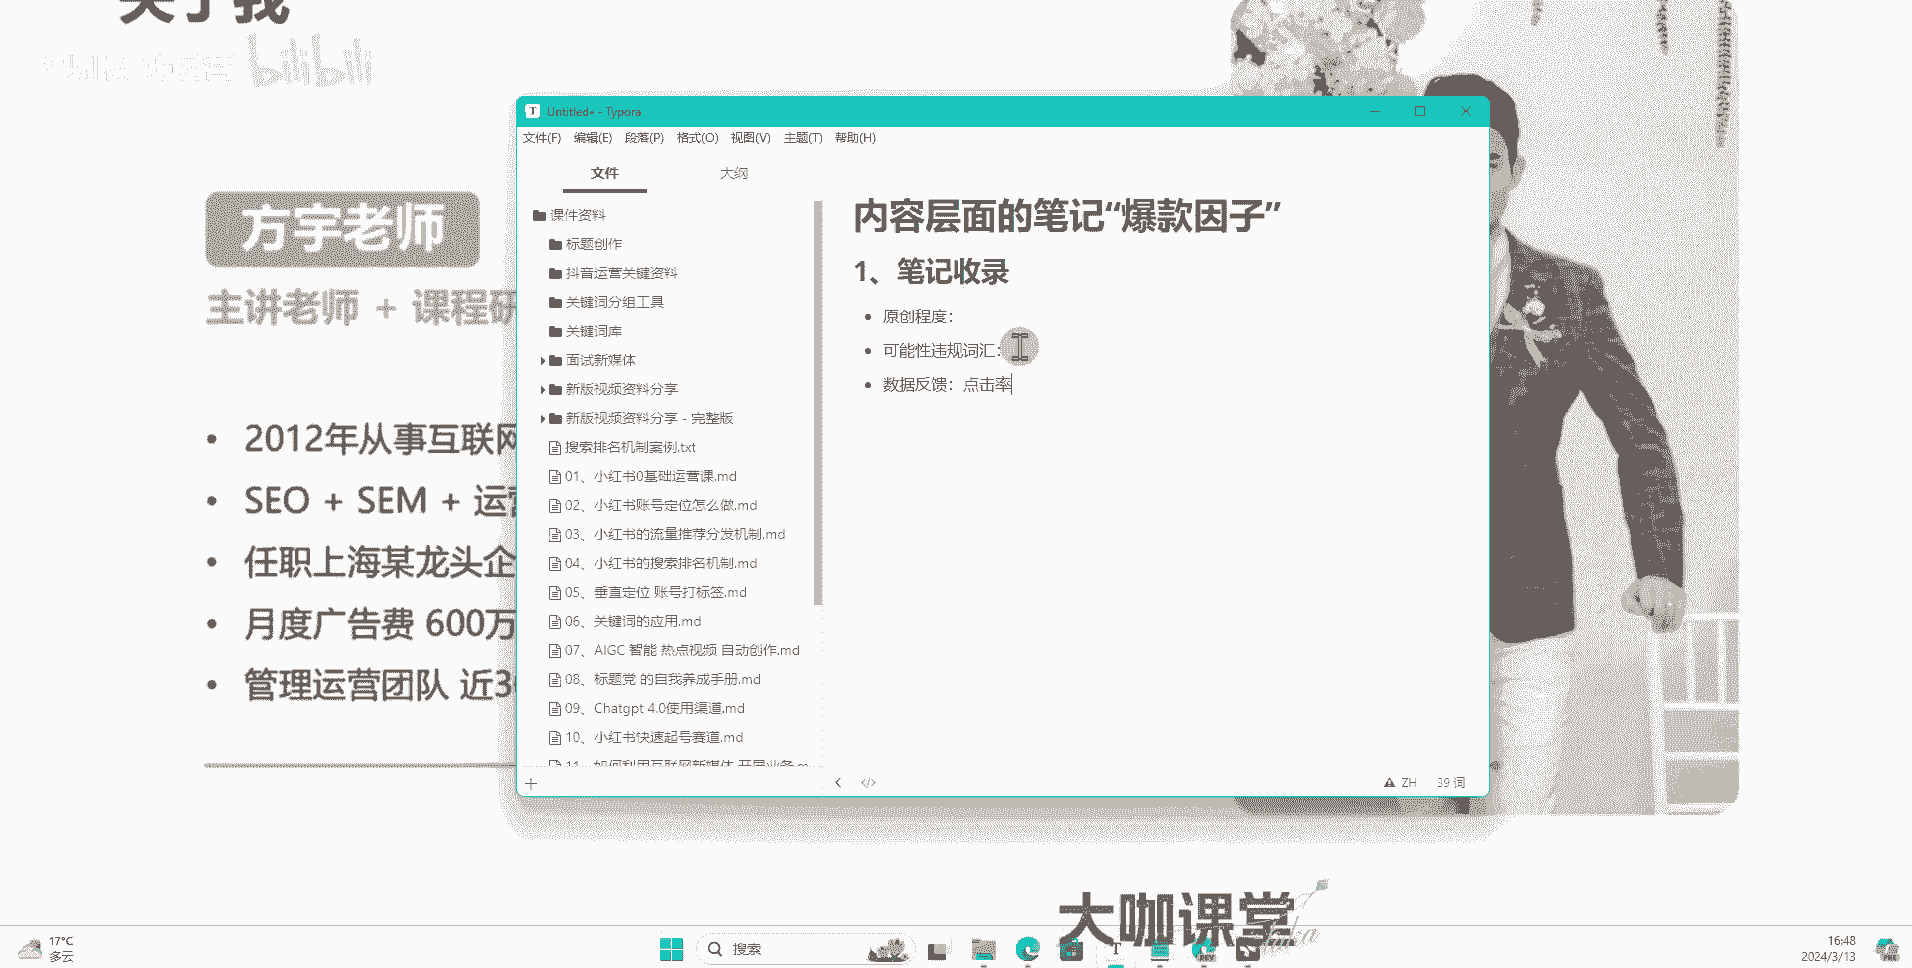 关于我
bilibili
方宇老师
主讲老师 + 课程研
• 2012年从事互联网
• SEO + SEM + 运营
• 任职上海某龙头企
• 月度广告费 600万
• 管理运营团队 近3
Untitled• - Typora
文件(F) 编辑(E) 段落(P) 格式(O) 视图(V) 主题(T) 帮助(H)
文件 大纲
课件资料
标题创作
抖音运营关键资料
关键词分组工具
关键词库
面试新媒体
新版视频资料分享
新版视频资料分享 - 完整版
搜索排名机制案例.txt
01、小红书0基础运营课.md
02、小红书账号定位怎么做.md
03、小红书的流量推荐分发机制.md
04、小红书的搜索排名机制.md
05、垂直定位 账号打标签.md
06、关键词的应用.md
07、AIGC 智能 热点视频 自动创作.md
08、标题党 的自我养成手册.md
09、Chatgpt 4.0使用渠道.md
10、小红书快速起号赛道.md
11、如何利用互联网新媒体 开展业务.m
内容层面的笔记“爆款因子”
1、笔记收录
• 原创程度：
• 可能性违规词汇：
• 数据反馈：点击率
ZH 39 词
大咖课堂
17°C
多云
搜索
16:48
2024/3/13